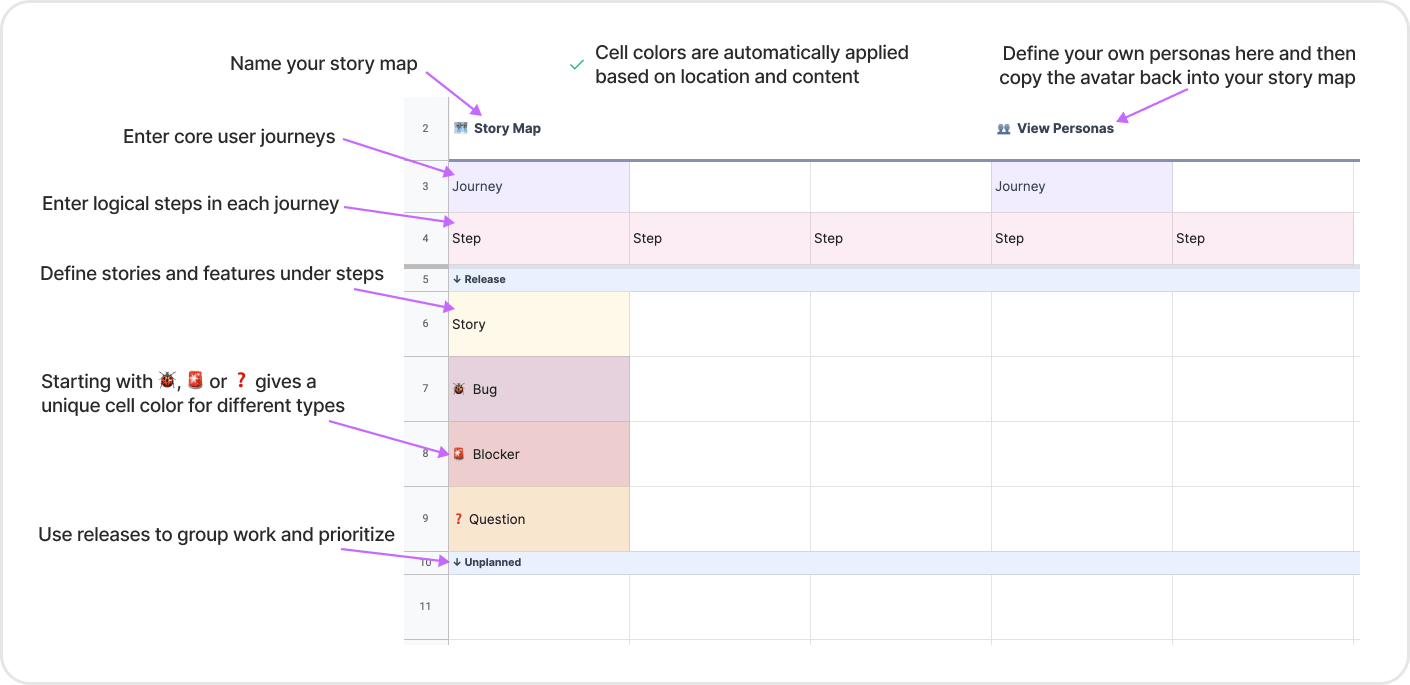 Name your story map
Cell colors are automatically applied
based on location and content
Define your own personas here and then
copy the avatar back into your story map
2
Story Map
View Personas
Enter core user journeys
3
Journey
Journey
Enter logical steps in each journey
4
Step
Step
Step
Step
Step
Define stories and features under steps
5
↓ Release
6
Story
Starting with 🐞, 🚨 or ❓ gives a
unique cell color for different types
7
🐞 Bug
8
🚨 Blocker
9
❓ Question
Use releases to group work and prioritize
10
↓ Unplanned
11